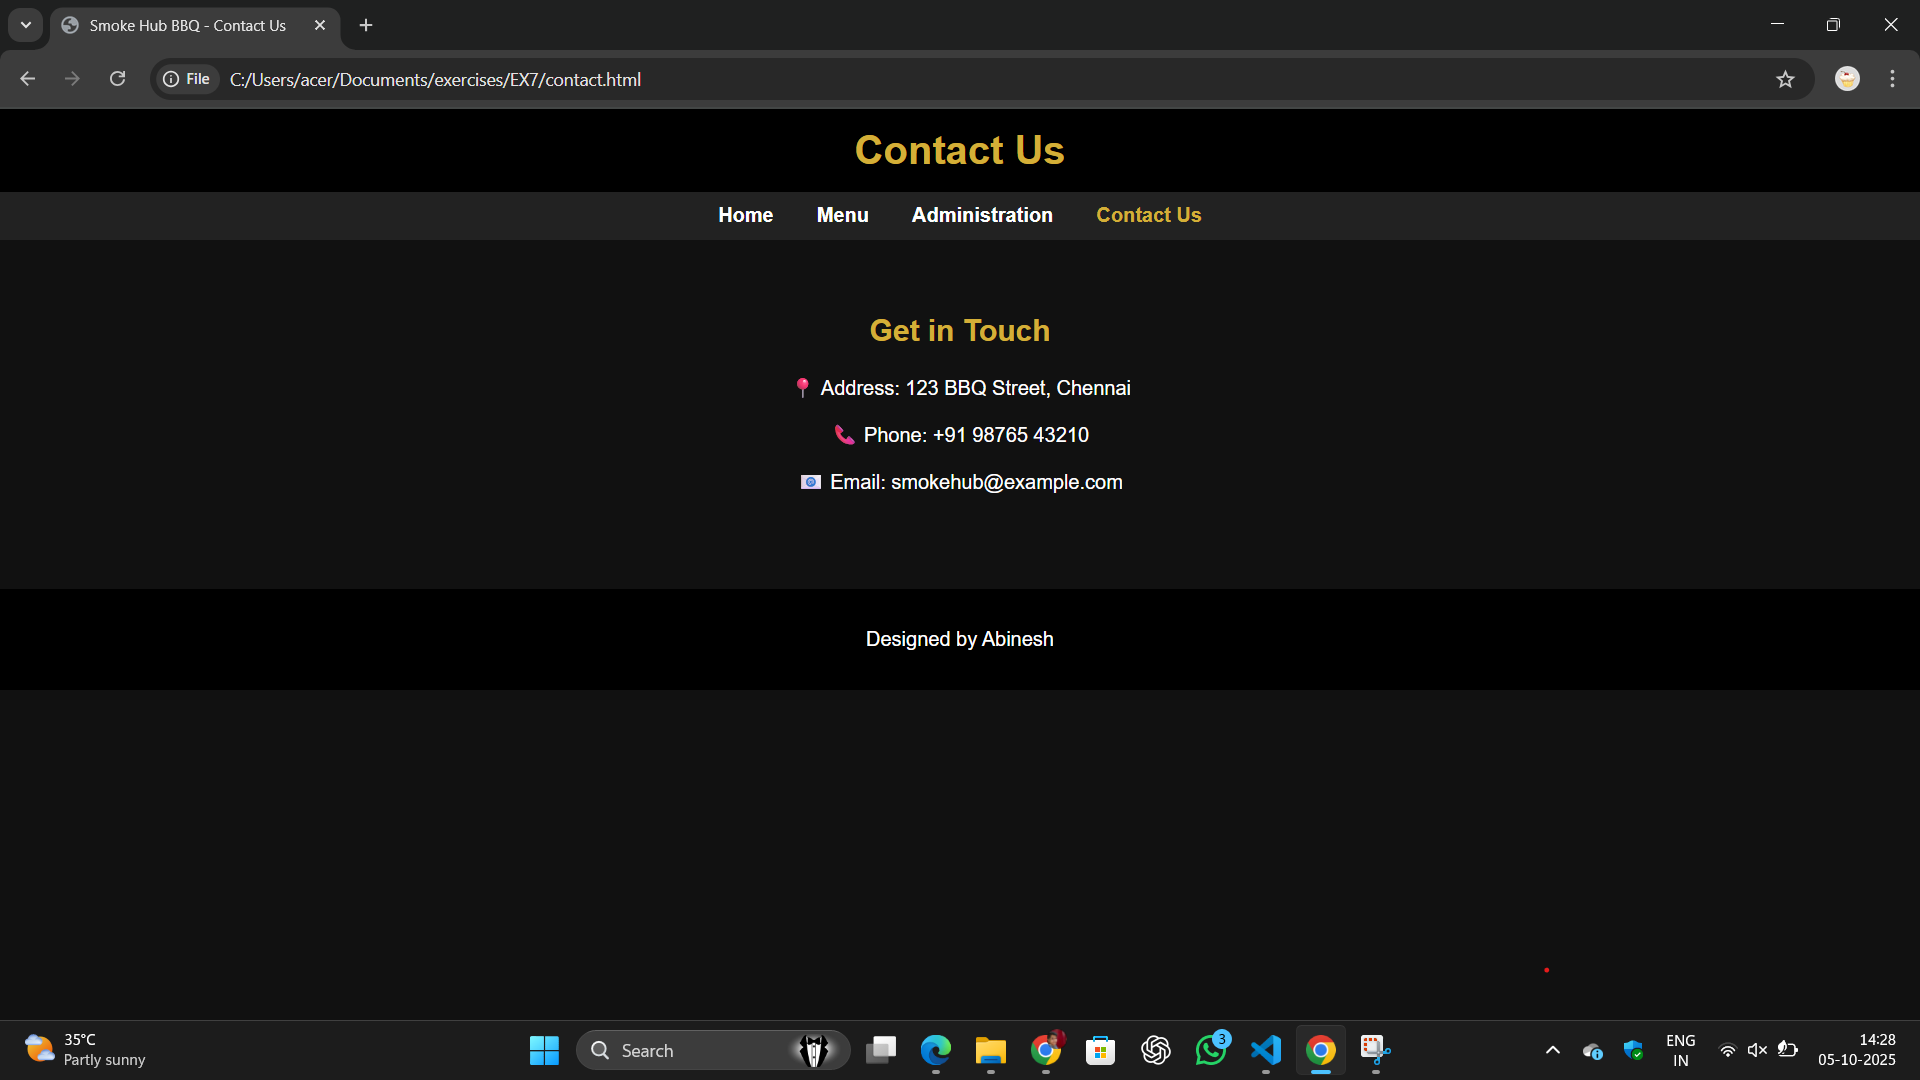 Smoke Hub BBQ - Contact Us
File
C:/Users/acer/Documents/exercises/EX7/contact.html
Contact Us
Home Menu Administration Contact Us
Get in Touch
📍 Address: 123 BBQ Street, Chennai
📞 Phone: +91 98765 43210
📧 Email: smokehub@example.com
Designed by Abinesh
35°C
Partly sunny
Search
3
ENG
IN
14:28
05-10-2025